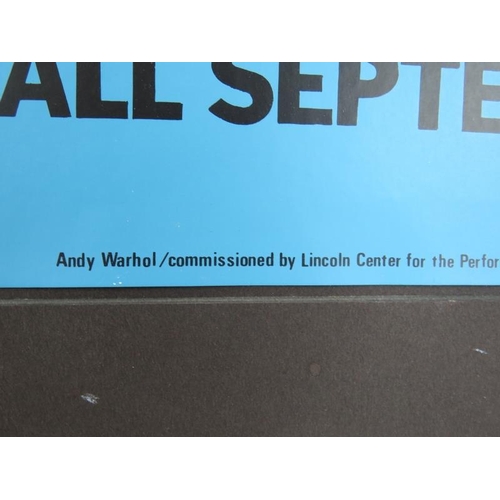 ALL SEPTE
Andy Warhol/commissioned by Lincoln Center for the Perfor